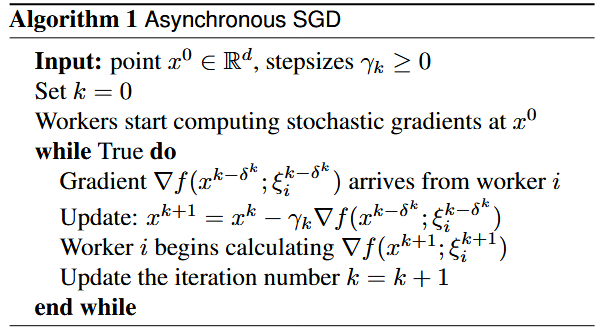 Algorithm 1 Asynchronous SGD
Input: point $x^0 \in \mathbb{R}^d$, stepsizes $\gamma_k \geq 0$
Set $k = 0$
Workers start computing stochastic gradients at $x^0$
while True do
Gradient $\nabla f(x^{k-\delta^k}; \xi_i^{k-\delta^k})$ arrives from worker $i$
Update: $x^{k+1} = x^k - \gamma_k \nabla f(x^{k-\delta^k}; \xi_i^{k-\delta^k})$
Worker $i$ begins calculating $\nabla f(x^{k+1}; \xi_i^{k+1})$
Update the iteration number $k = k + 1$
end while